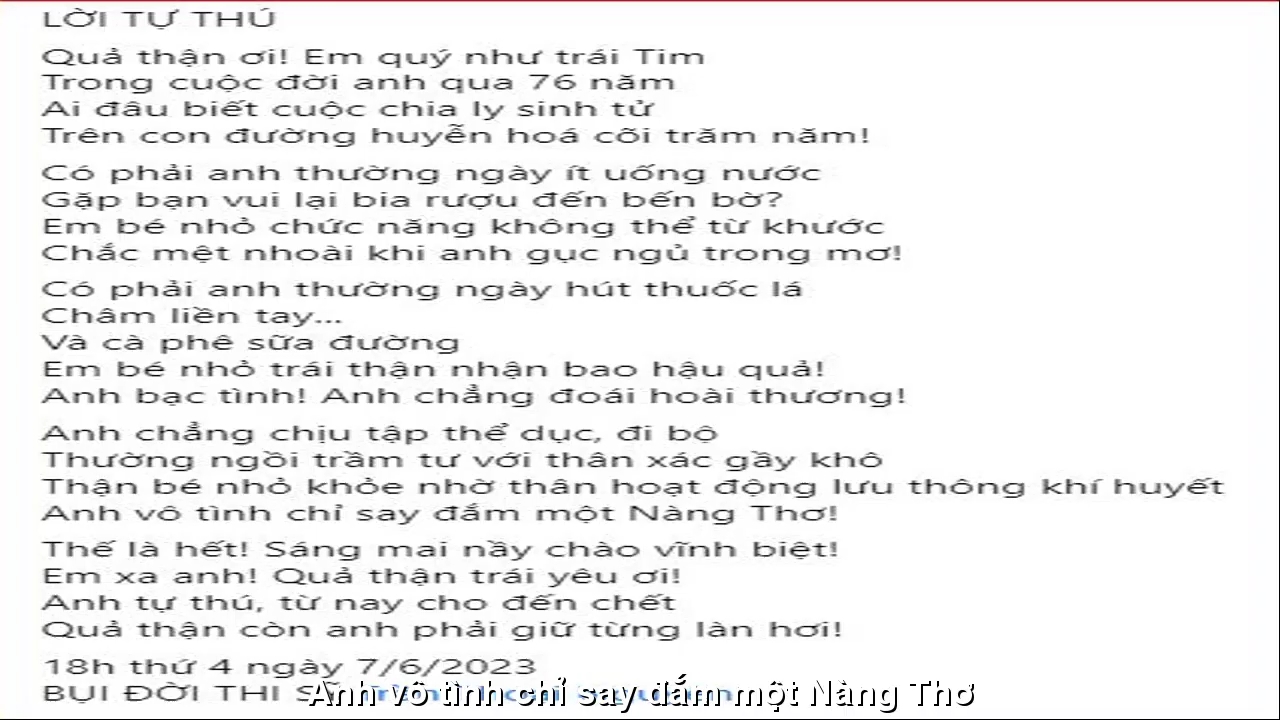 LỜI TỰ THÚ
Quả thận ơi! Em quý như trái Tim
Trong cuộc đời anh qua 76 năm
Ai đâu biết cuộc chia ly sinh tử
Trên con đường huyễn hoá cõi trăm năm!
Có phải anh thường ngày ít uống nước
Gặp bạn vui lại bia rượu đến bến bờ?
Em bé nhỏ chức năng không thể từ khước
Chắc mệt nhoài khi anh gục ngủ trong mơ!
Có phải anh thường ngày hút thuốc lá
Châm liền tay...
Và cà phê sữa đường
Em bé nhỏ trái thận nhận bao hậu quả!
Anh bạc tình! Anh chẳng đoái hoài thương!
Anh chẳng chịu tập thể dục, đi bộ
Thường ngồi trầm tư với thân xác gầy khô
Thận bé nhỏ khỏe nhờ thân hoạt động lưu thông khí huyết
Anh vô tình chỉ say đắm một Nàng Thơ!
Thế là hết! Sáng mai nầy chào vĩnh biệt!
Em xa anh! Quả thận trái yêu ơi!
Anh tự thú, từ nay cho đến chết
Quả thận còn anh phải giữ từng làn hơi!
18h thứ 4 ngày 7/6/2023
BỤI ĐỜI THI SĨ
Anh vô tình chỉ say đắm một Nàng Thơ